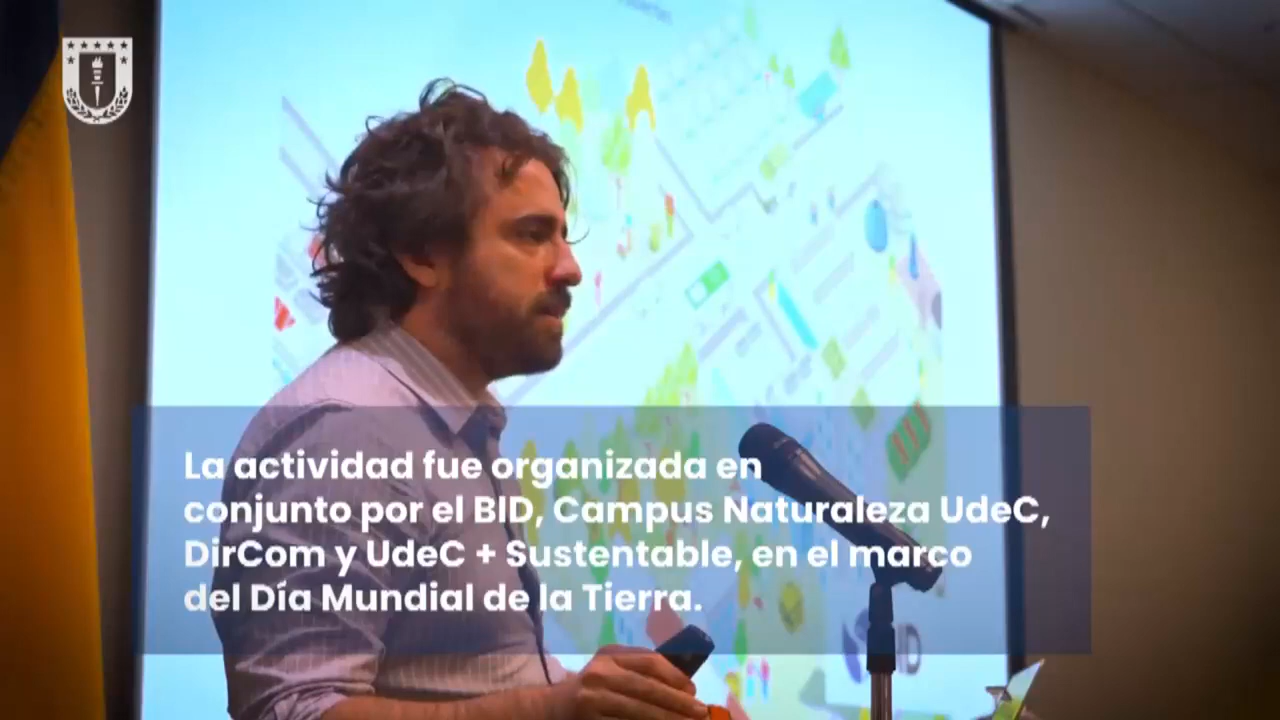 La actividad fue organizada en
conjunto por el BID, Campus Naturaleza UdeC,
DirCom y UdeC + Sustentable, en el marco
del Día Mundial de la Tierra.